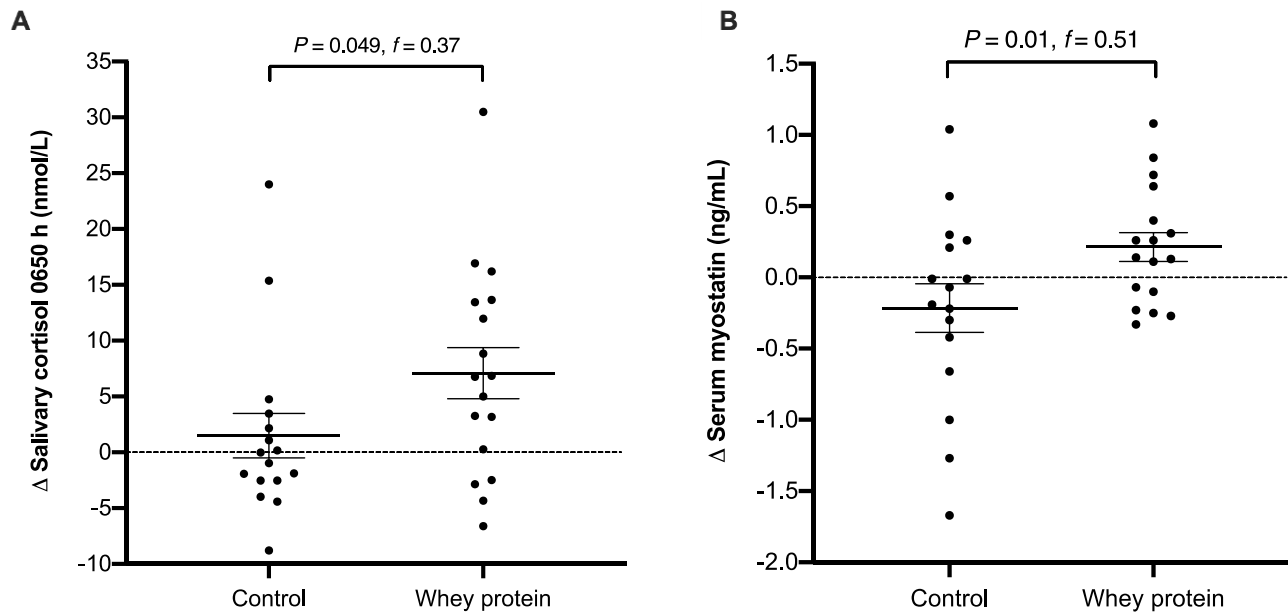 A
P = 0.049, f = 0.37
Δ Salivary cortisol 0650 h (nmol/L)
35
30
25
20
15
10
5
0
-5
-10
Control
Whey protein
B
P = 0.01, f = 0.51
Δ Serum myostatin (ng/mL)
1.5
1.0
0.5
0.0
-0.5
-1.0
-1.5
-2.0
Control
Whey protein